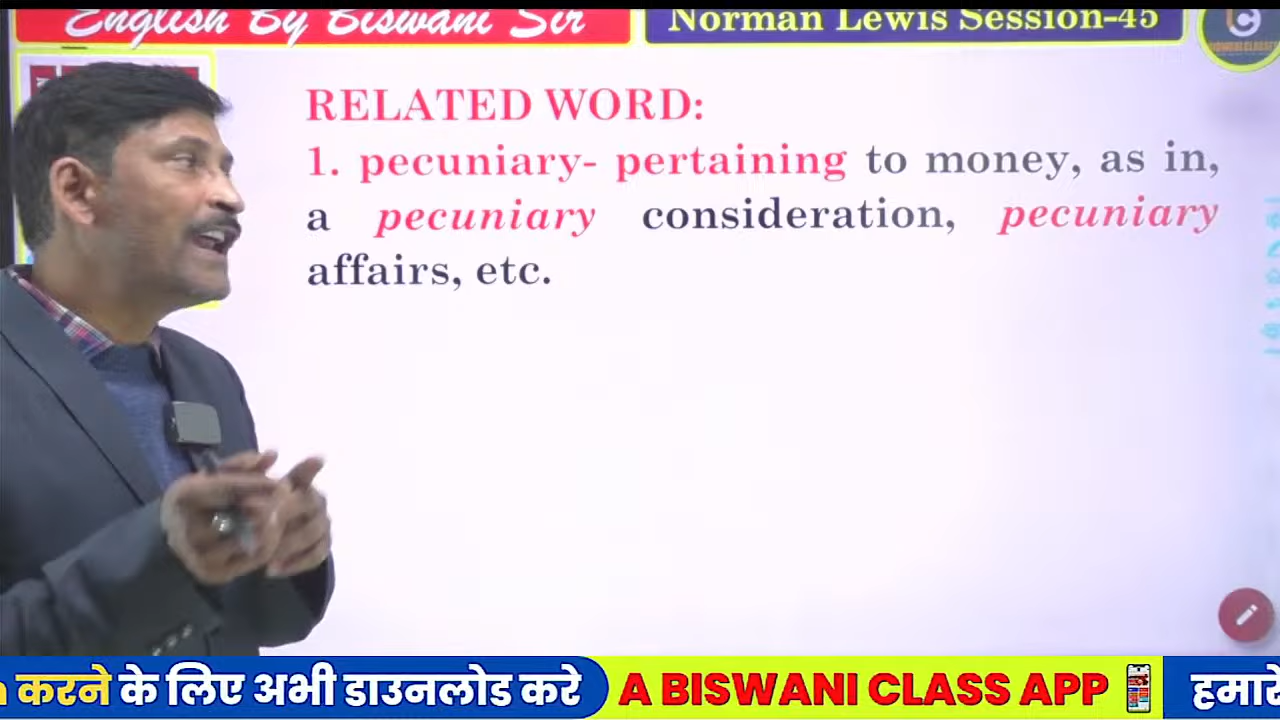 English By Biswani Sir
Norman Lewis Session-45
RELATED WORD:
1. pecuniary- pertaining to money, as in,
a pecuniary consideration, pecuniary
affairs, etc.
करने के लिए अभी डाउनलोड करे
A BISWANI CLASS APP
हमारे